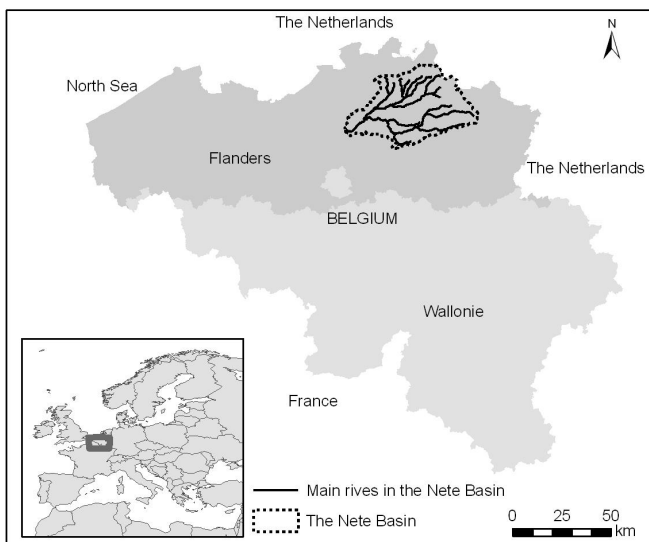 The Netherlands
N
North Sea
Flanders
The Netherlands
BELGIUM
Wallonie
France
Main rives in the Nete Basin
The Nete Basin
0 25 50
km